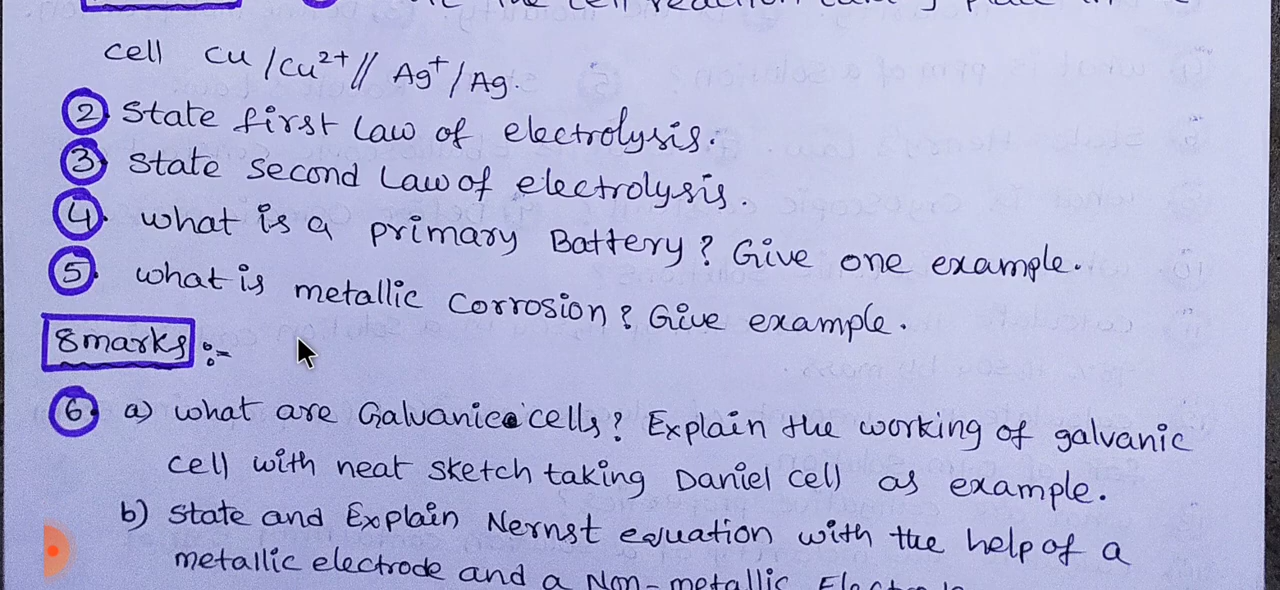 cell Cu/Cu²⁺// Ag⁺/Ag.
② State first Law of electrolysis.
③ State second Law of electrolysis.
④. what is a primary Battery? Give one example.
⑤. what is metallic Corrosion? Give example.
8marks :-
⑥. a) what are Galvanic cells? Explain the working of galvanic
cell with neat sketch taking Daniel cell as example.
b) State and Explain Nernst equation with the help of a
metallic electrode and a Non-metallic